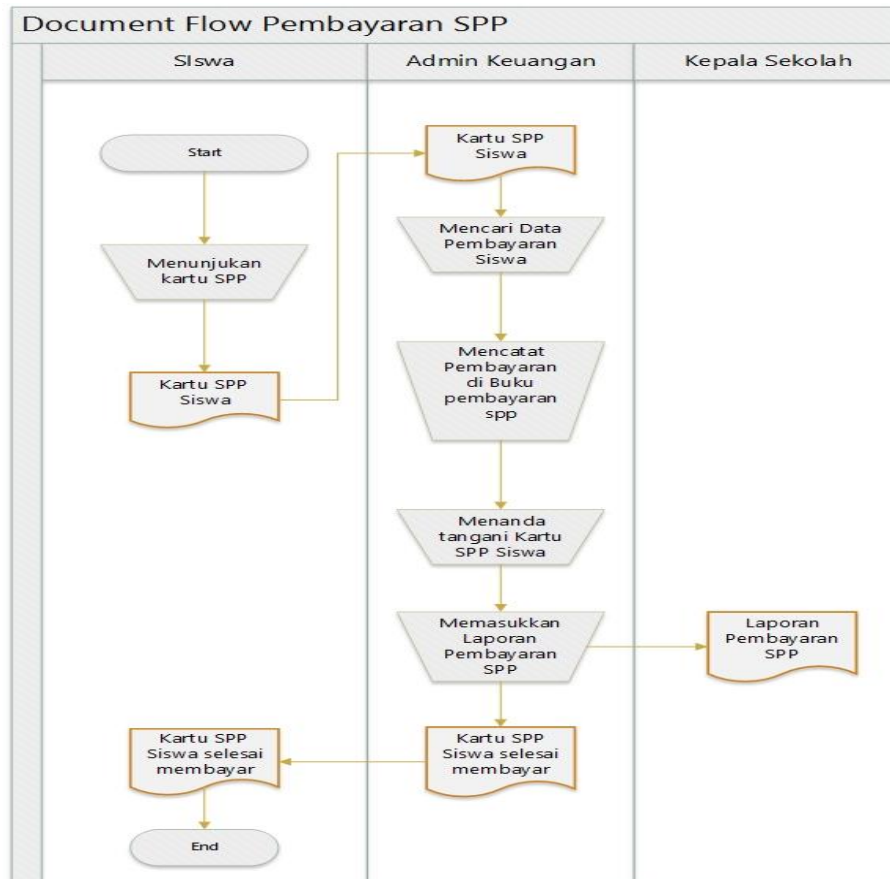 Document Flow Pembayaran SPP
SIswa
Admin Keuangan
Kepala Sekolah
Start
Menunjukan
kartu SPP
Kartu SPP
Siswa
Kartu SPP
Siswa
Mencari Data
Pembayaran
Siswa
Mencatat
Pembayaran
di Buku
pembayaran
spp
Menanda
tangani Kartu
SPP Siswa
Memasukkan
Laporan
Pembayaran
SPP
Laporan
Pembayaran
SPP
Kartu SPP
Siswa selesai
membayar
Kartu SPP
Siswa selesai
membayar
End